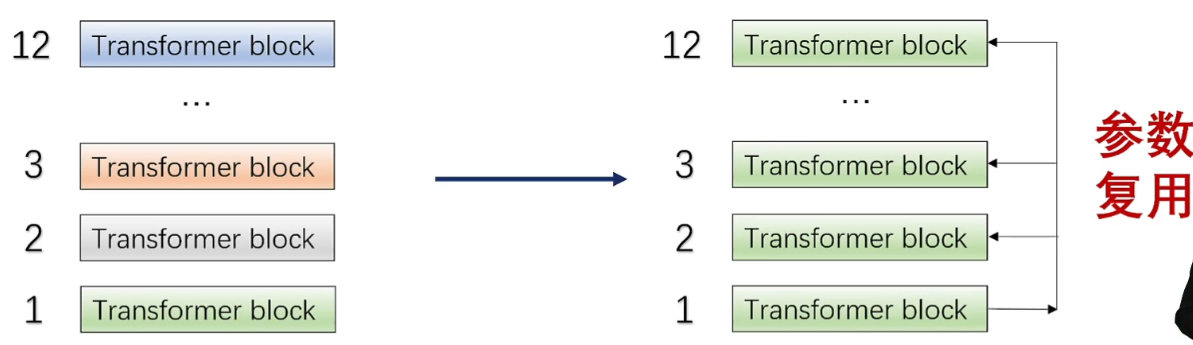 12 Transformer block
...
3 Transformer block
2 Transformer block
1 Transformer block
12 Transformer block
...
3 Transformer block
2 Transformer block
1 Transformer block
参数
复用